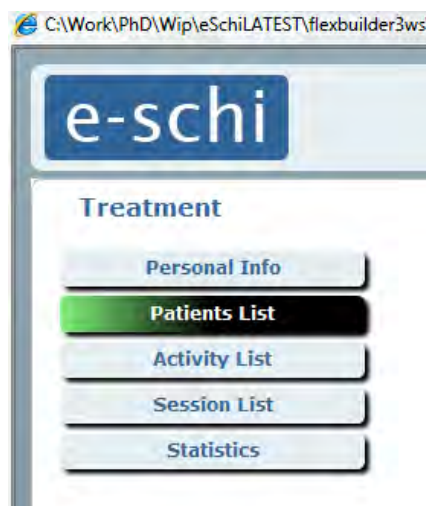 C:\Work\PhD\Wip\eSchiLATEST\flexbuilder3ws
e-schi
Treatment
Personal Info
Patients List
Activity List
Session List
Statistics